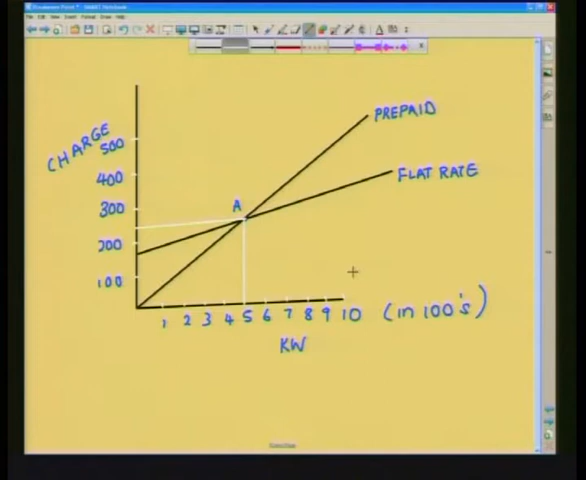 PREPAID
CHARGE
500
FLAT RATE
400
A
300
200
100
1 2 3 4 5 6 7 8 9 10 (in 100's)
KW